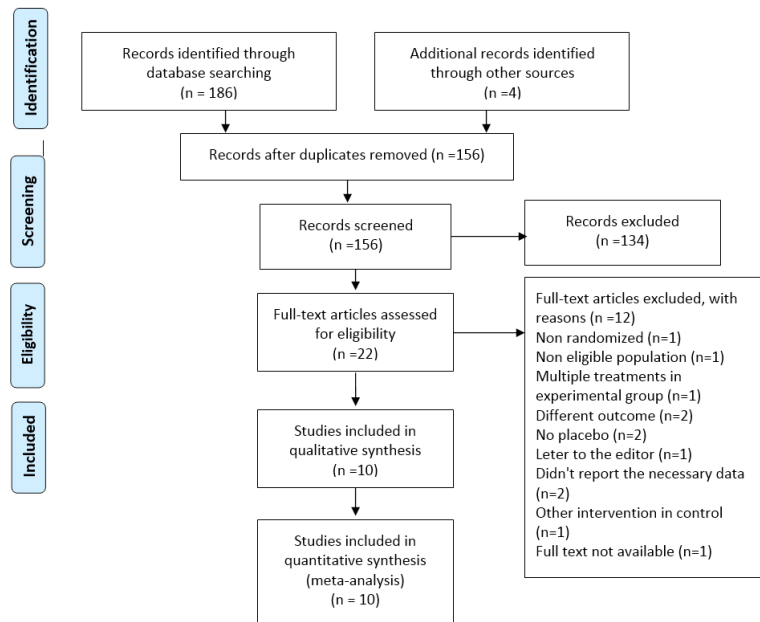 Identification
Records identified through
database searching
(n = 186)
Additional records identified
through other sources
(n =4)
Records after duplicates removed (n =156)
Screening
Records screened
(n =156)
Records excluded
(n =134)
Eligibility
Full-text articles assessed
for eligibility
(n =22)
Full-text articles excluded, with
reasons (n =12)
Non randomized (n=1)
Non eligible population (n=1)
Multiple treatments in
experimental group (n=1)
Different outcome (n=2)
No placebo (n=2)
Leter to the editor (n=1)
Didn't report the necessary data
(n=2)
Other intervention in control
(n=1)
Full text not available (n=1)
Included
Studies included in
qualitative synthesis
(n =10)
Studies included in
quantitative synthesis
(meta-analysis)
(n = 10)